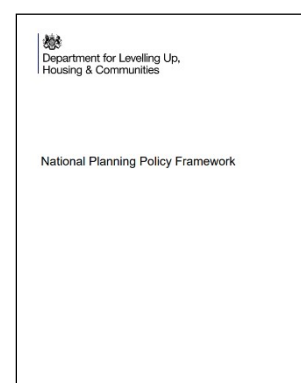 Department for Levelling Up,
Housing & Communities
National Planning Policy Framework